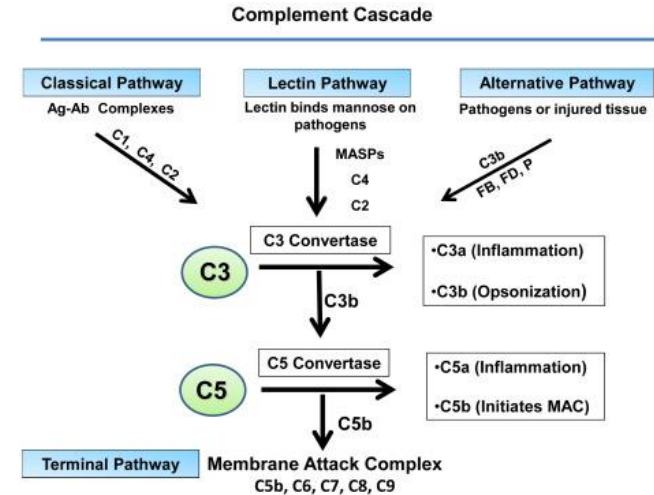 Complement Cascade
Classical Pathway
Ag-Ab Complexes
C1, C4, C2
Lectin Pathway
Lectin binds mannose on
pathogens
MASPs
C4
C2
Alternative Pathway
Pathogens or injured tissue
C3b
FB, FD, P
C3 Convertase
C3
C3b
•C3a (Inflammation)
•C3b (Opsonization)
C5 Convertase
C5
C5b
•C5a (Inflammation)
•C5b (Initiates MAC)
Terminal Pathway
Membrane Attack Complex
C5b, C6, C7, C8, C9